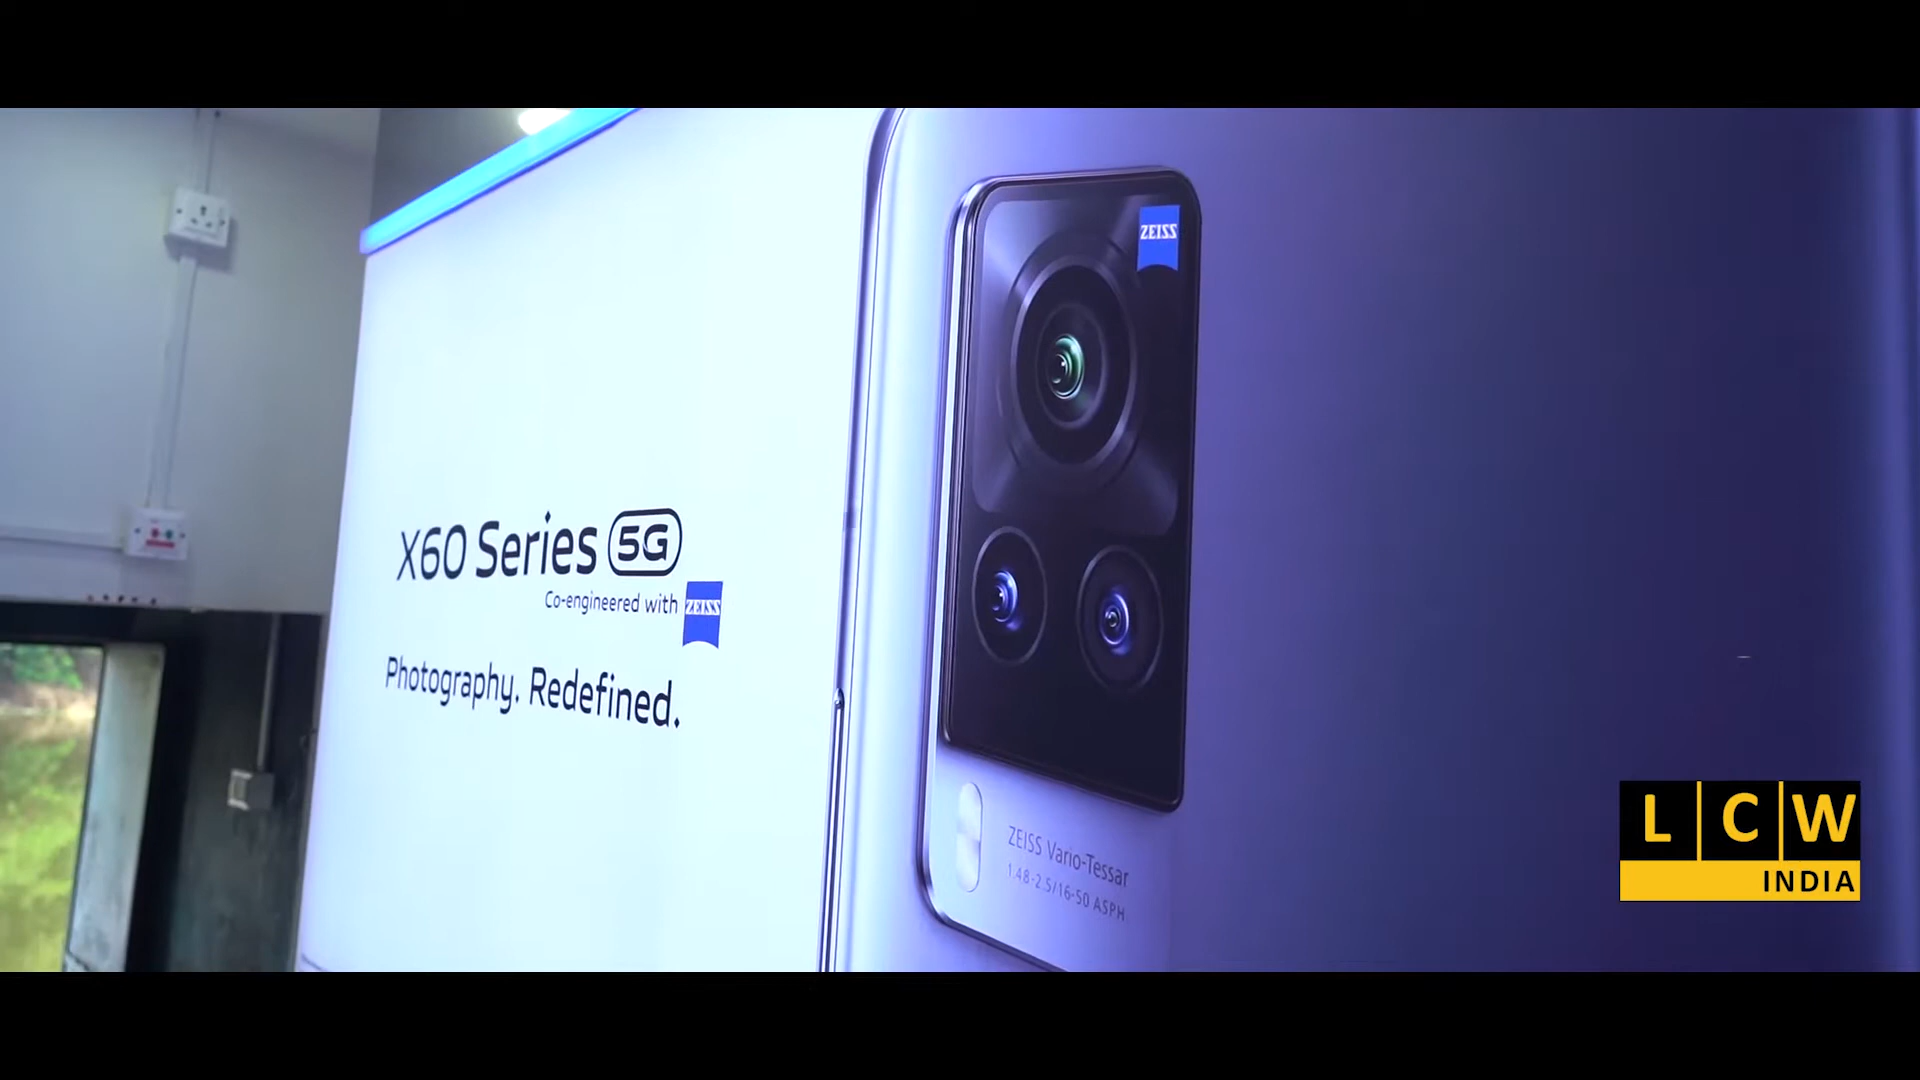 X60 Series 5G
Co-engineered with ZEISS
Photography. Redefined.
ZEISS
ZEISS Vario-Tessar
1.48-2.5/16-50 ASPH
LCW
INDIA